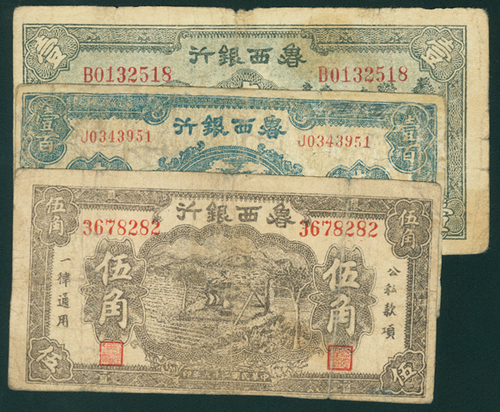 魯西銀行
B0132518 B0132518
魯西銀行
壹百 壹百
J0343951 J0343951
魯西銀行
伍角 伍角
3678282 3678282
伍角 伍角
公私款項
一律通用
伍 伍